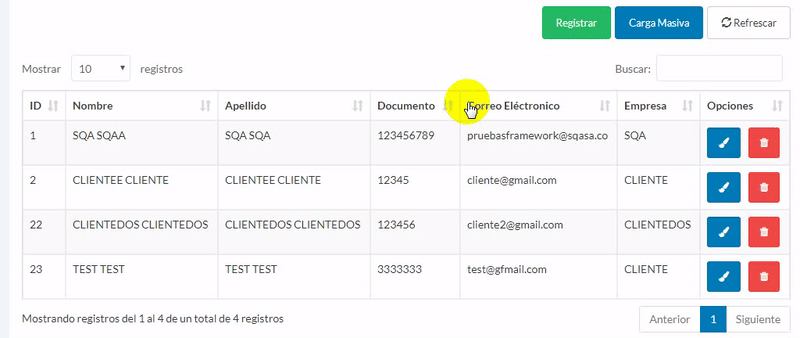 Registrar Carga Masiva Refrescar
Mostrar 10 registros Buscar:
ID Nombre Apellido Documento Correo Eléctronico Empresa Opciones
1 SQA SQAA SQA SQA 123456789 pruebasframework@sqasa.co SQA
2 CLIENTEE CLIENTE CLIENTEE CLIENTE 12345 cliente@gmail.com CLIENTE
22 CLIENTEDOS CLIENTEDOS CLIENTEDOS CLIENTEDOS 123456 cliente2@gmail.com CLIENTEDOS
23 TEST TEST TEST TEST 3333333 test@gfmail.com CLIENTE
Mostrando registros del 1 al 4 de un total de 4 registros Anterior 1 Siguiente